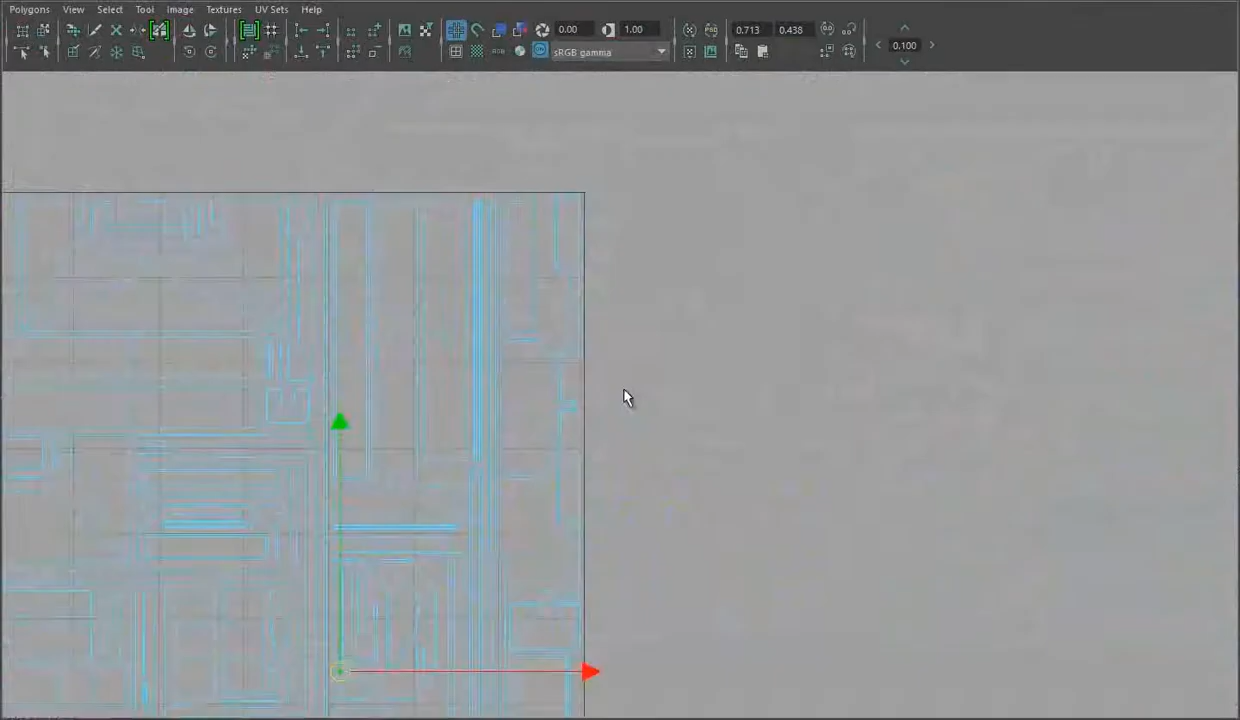 Polygons View Select Tool Image Textures UV Sets Help
0.00 1.00 0.713 0.438
0.100
sRGB gamma